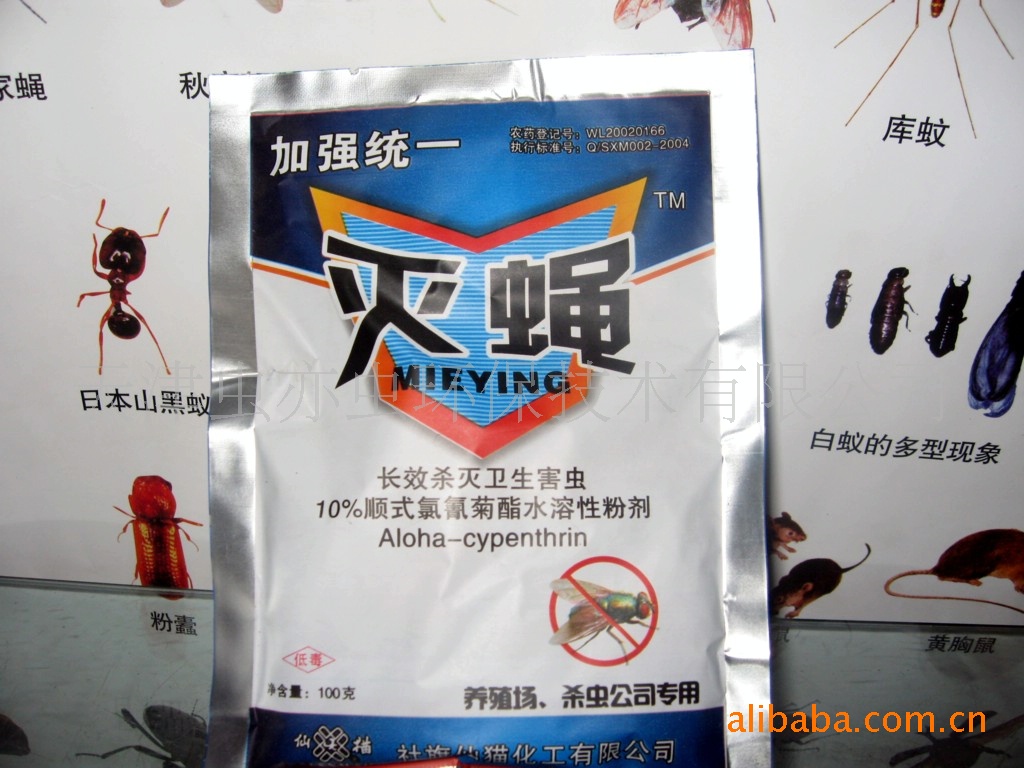 家蝇
秋
库蚊
加强统一
农药登记号：WL20020166
执行标准号：Q/SXM002-2004
TM
灭蝇
MIEYING
日本山黑蚁
白蚁的多型现象
长效杀灭卫生害虫
10%顺式氯氰菊酯水溶性粉剂
Aloha-cypenthrin
粉蠹
黄胸鼠
低毒
净含量：100克
养殖场、杀虫公司专用
仙猫
社旗仙猫化工有限公司
alibaba.com.cn